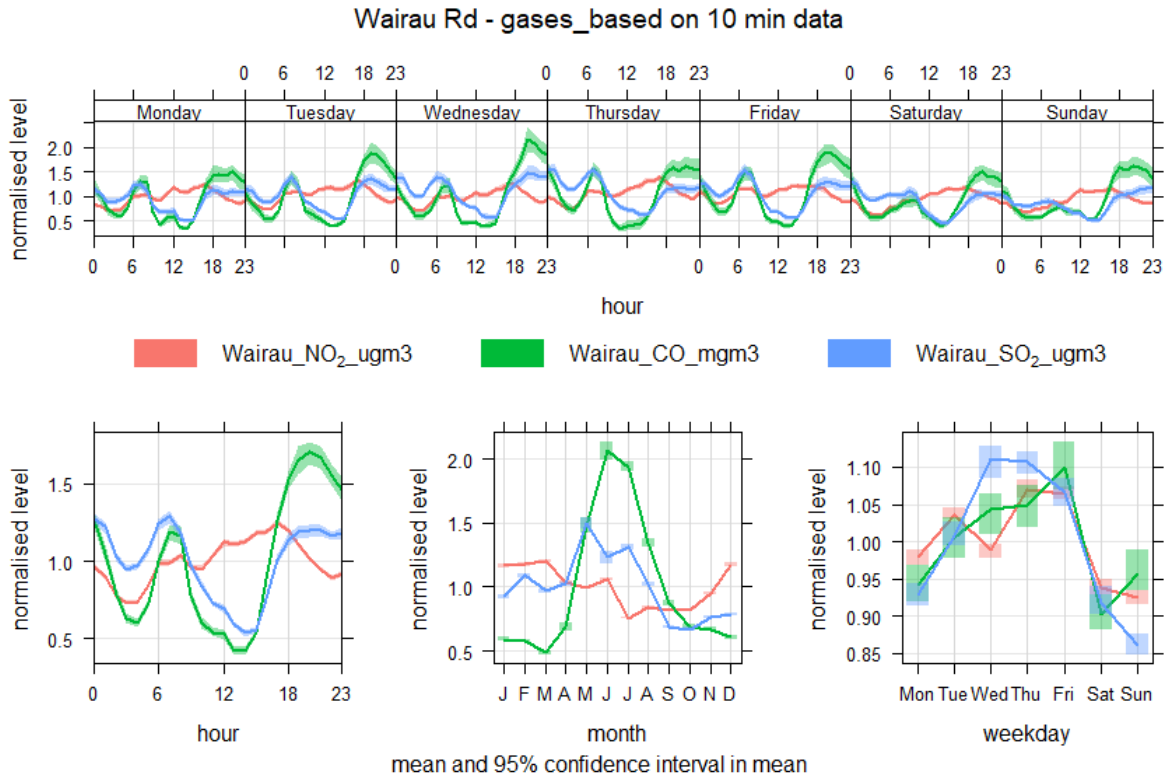 Wairau Rd - gases_based on 10 min data
0 6 12 18 23 0 6 12 18 23 0 6 12 18 23
Monday Tuesday Wednesday Thursday Friday Saturday Sunday
normalised level
2.0
1.5
1.0
0.5
0 6 12 18 23 0 6 12 18 23 0 6 12 18 23 0 6 12 18 23
hour
Wairau_NO₂_ugm3 Wairau_CO_mgm3 Wairau_SO₂_ugm3
normalised level
1.5
1.0
0.5
0 6 12 18 23
hour
normalised level
2.0
1.5
1.0
0.5
J F M A M J J A S O N D
month
normalised level
1.10
1.05
1.00
0.95
0.90
0.85
Mon Tue Wed Thu Fri Sat Sun
weekday
mean and 95% confidence interval in mean